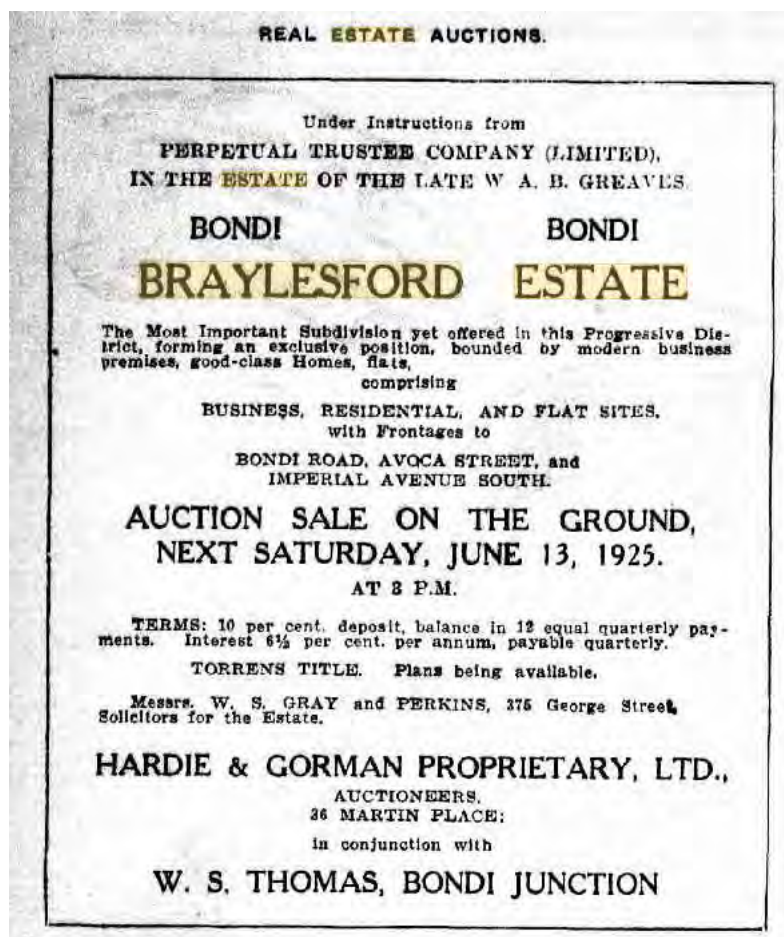 REAL ESTATE AUCTIONS.
Under Instructions from
PERPETUAL TRUSTEE COMPANY (LIMITED),
IN THE ESTATE OF THE LATE W A. B. GREAVES.
BONDI BONDI
BRAYLESFORD ESTATE
The Most Important Subdivision yet offered in this Progressive Dis-
trict, forming an exclusive position, bounded by modern business
premises, good-class Homes, flats,
comprising
BUSINESS, RESIDENTIAL, AND FLAT SITES,
with Frontages to
BONDI ROAD, AVOCA STREET, and
IMPERIAL AVENUE SOUTH.
AUCTION SALE ON THE GROUND,
NEXT SATURDAY, JUNE 13, 1925.
AT 3 P.M.
TERMS: 10 per cent. deposit, balance in 12 equal quarterly pay-
ments. Interest 6½ per cent. per annum, payable quarterly.
TORRENS TITLE. Plans being available.
Messrs. W. S. GRAY and PERKINS, 375 George Street,
Solicitors for the Estate.
HARDIE & GORMAN PROPRIETARY, LTD.,
AUCTIONEERS,
36 MARTIN PLACE;
in conjunction with
W. S. THOMAS, BONDI JUNCTION